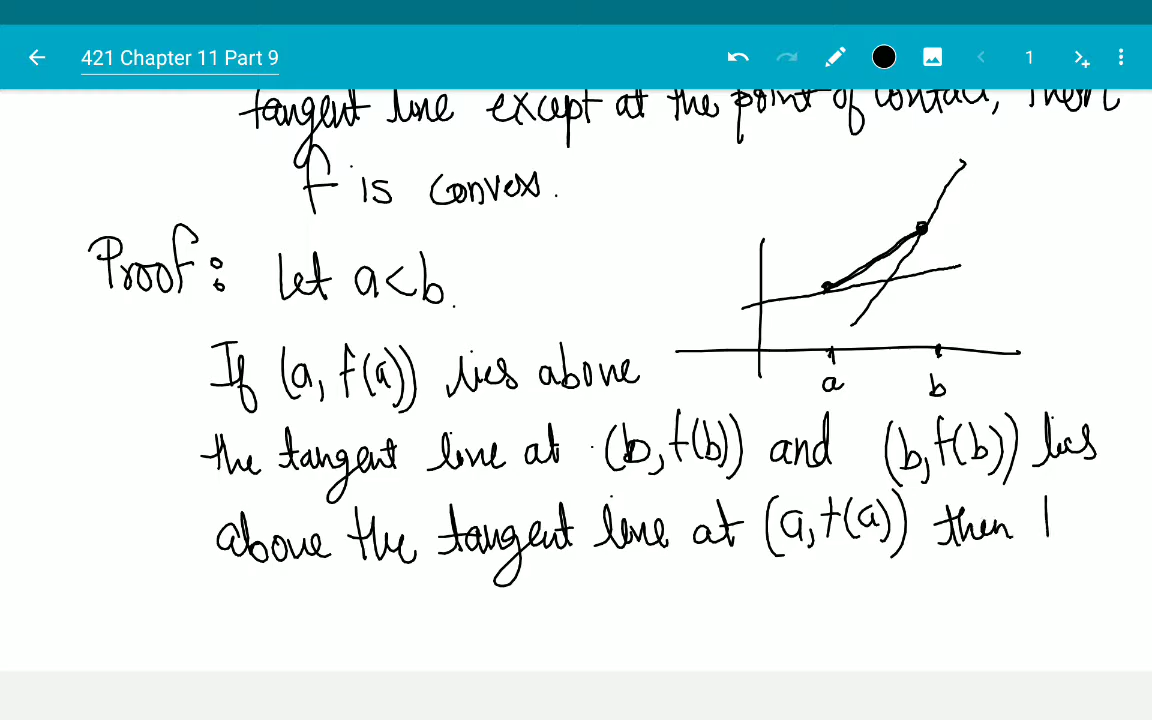 421 Chapter 11 Part 9
1
tangent line except at the point of contact, then
f is convex.
Proof: Let a<b.
a b
If (a, f(a)) lies above
the tangent line at (b, f(b)) and (b, f(b)) lies
above the tangent line at (a, f(a)) then